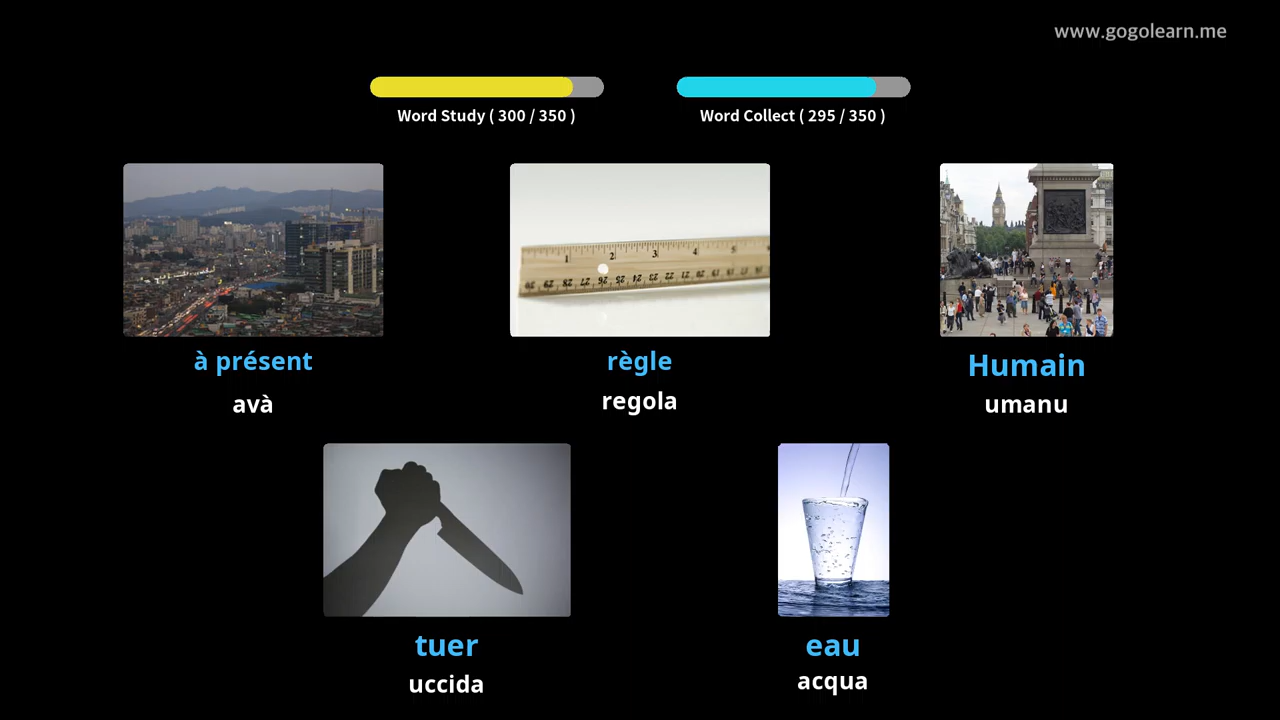 www.gogolearn.me
Word Study ( 300 / 350 )
Word Collect ( 295 / 350 )
à présent
avà
règle
regola
Humain
umanu
tuer
uccida
eau
acqua